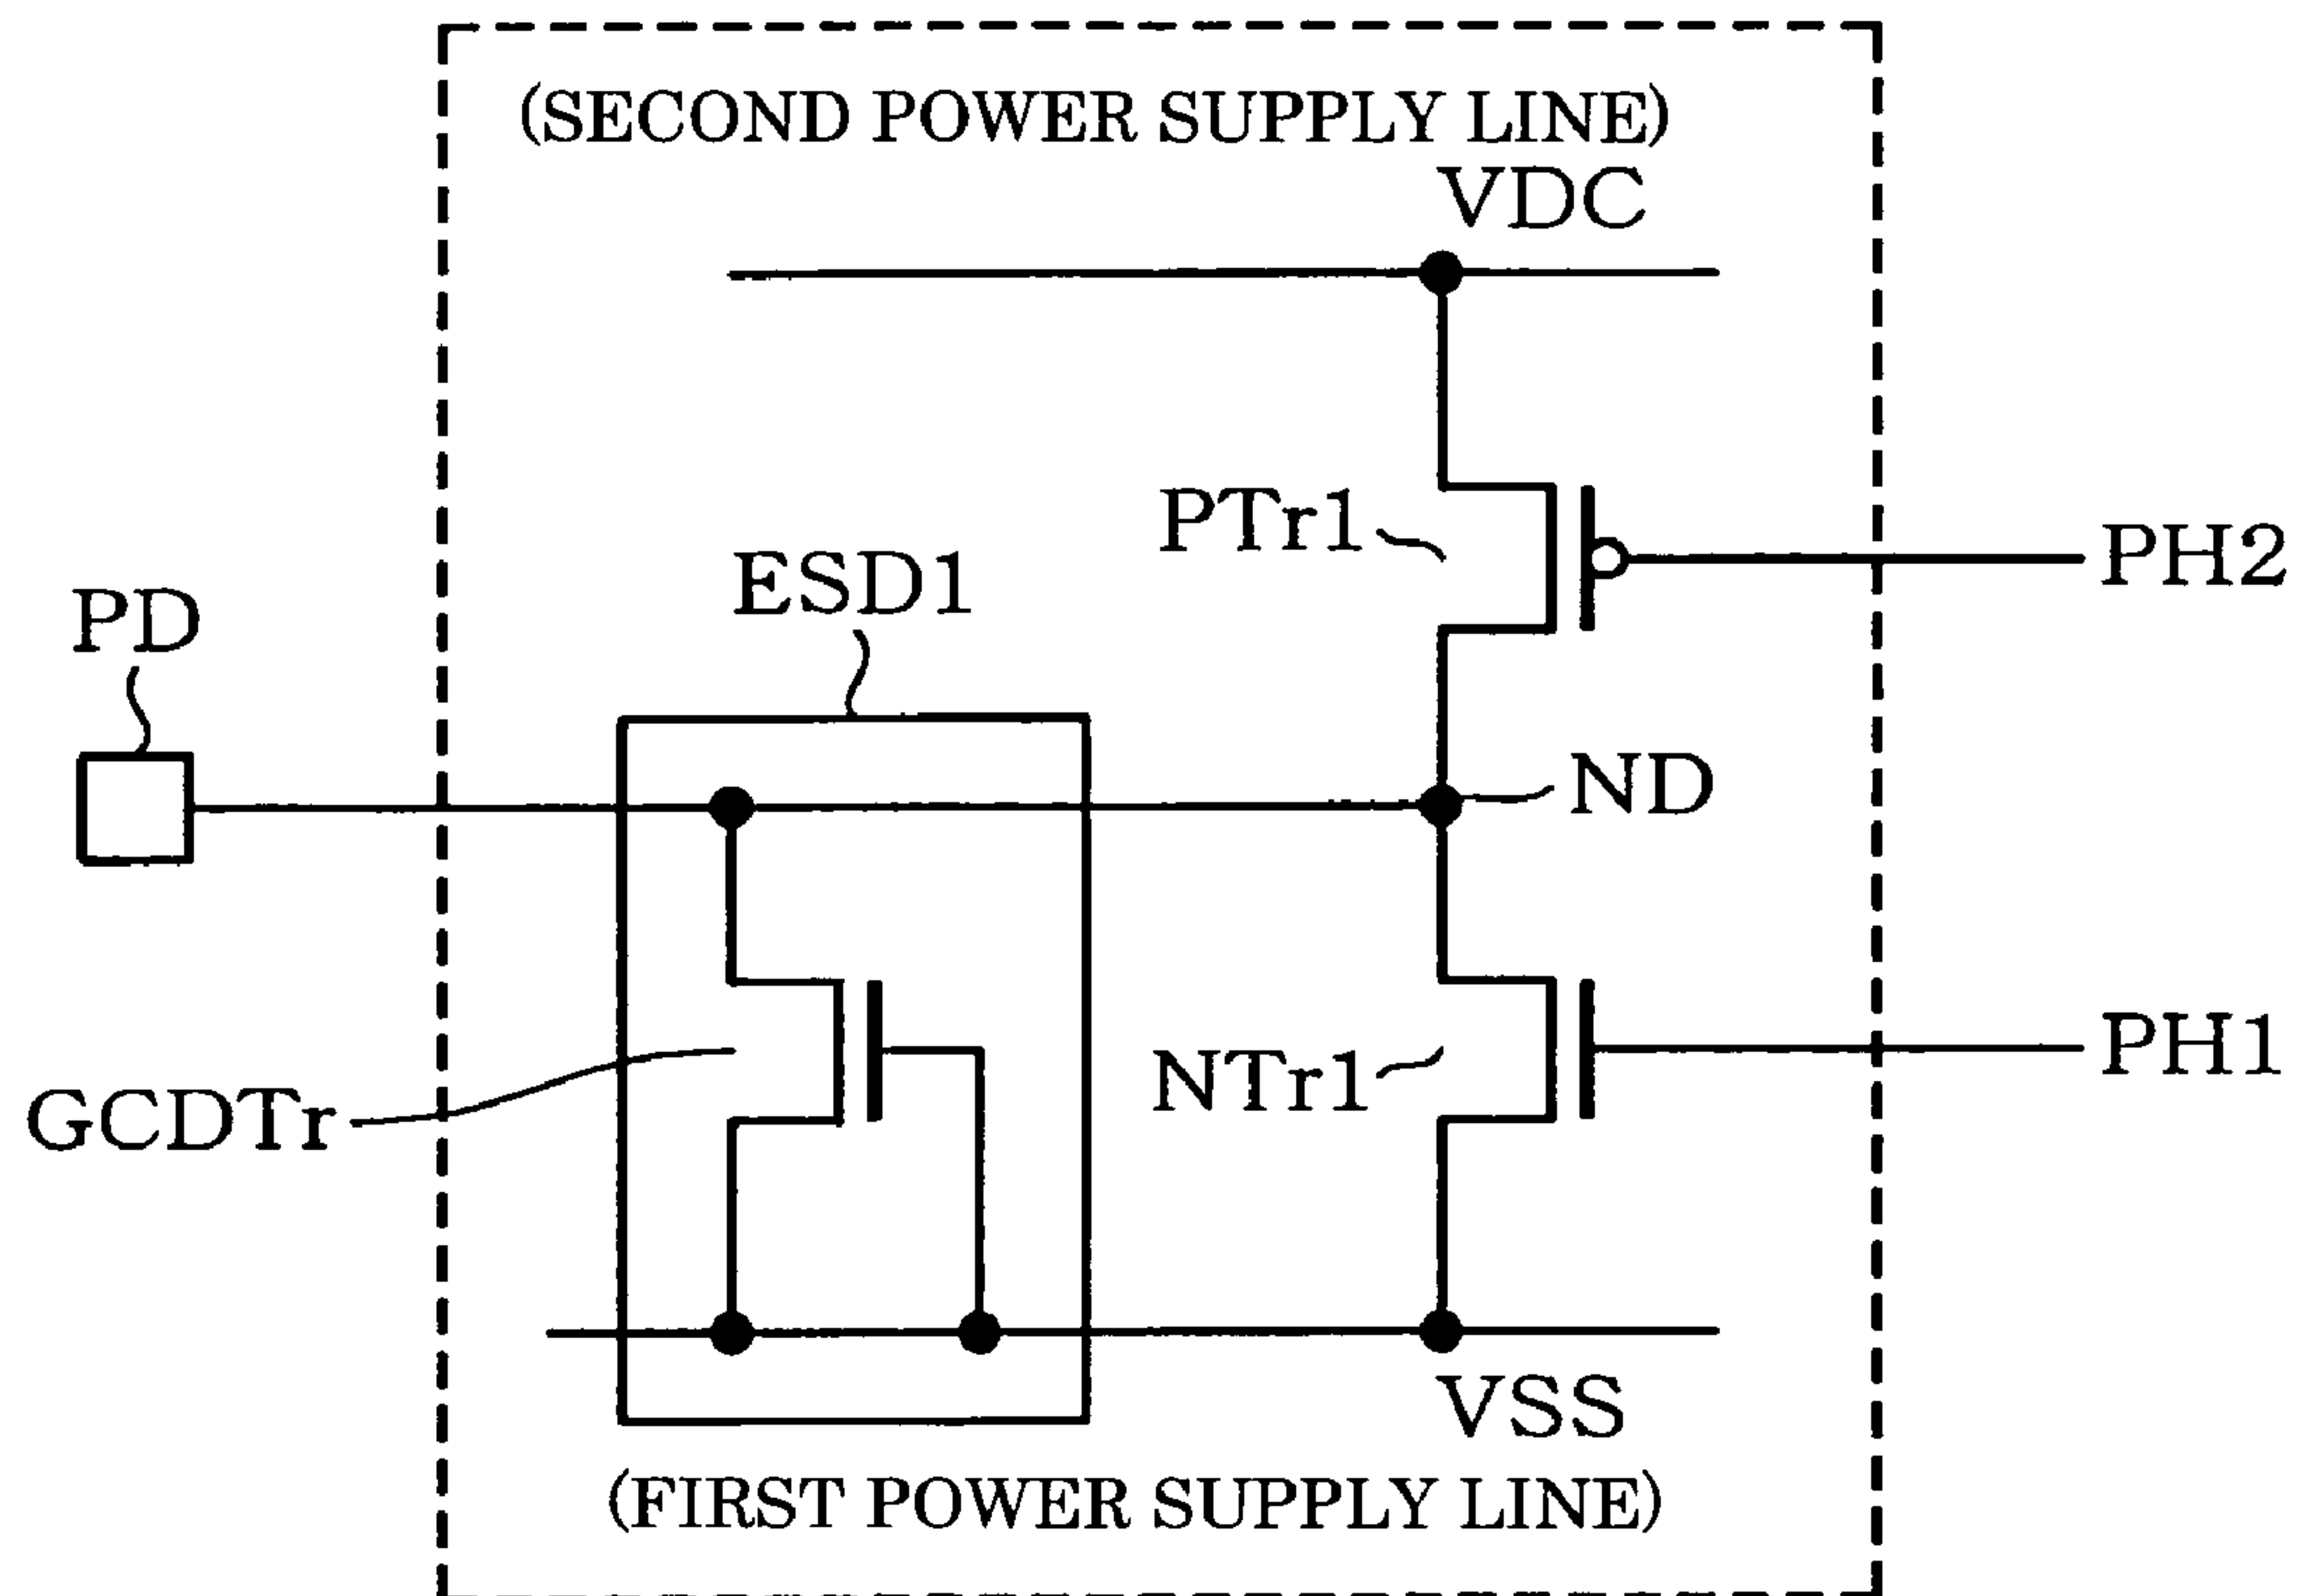 (SECOND POWER SUPPLY LINE)
VDC
PTr1
PH2
ESD1
PD
ND
NTr1
PH1
GCDTr
VSS
(FIRST POWER SUPPLY LINE)